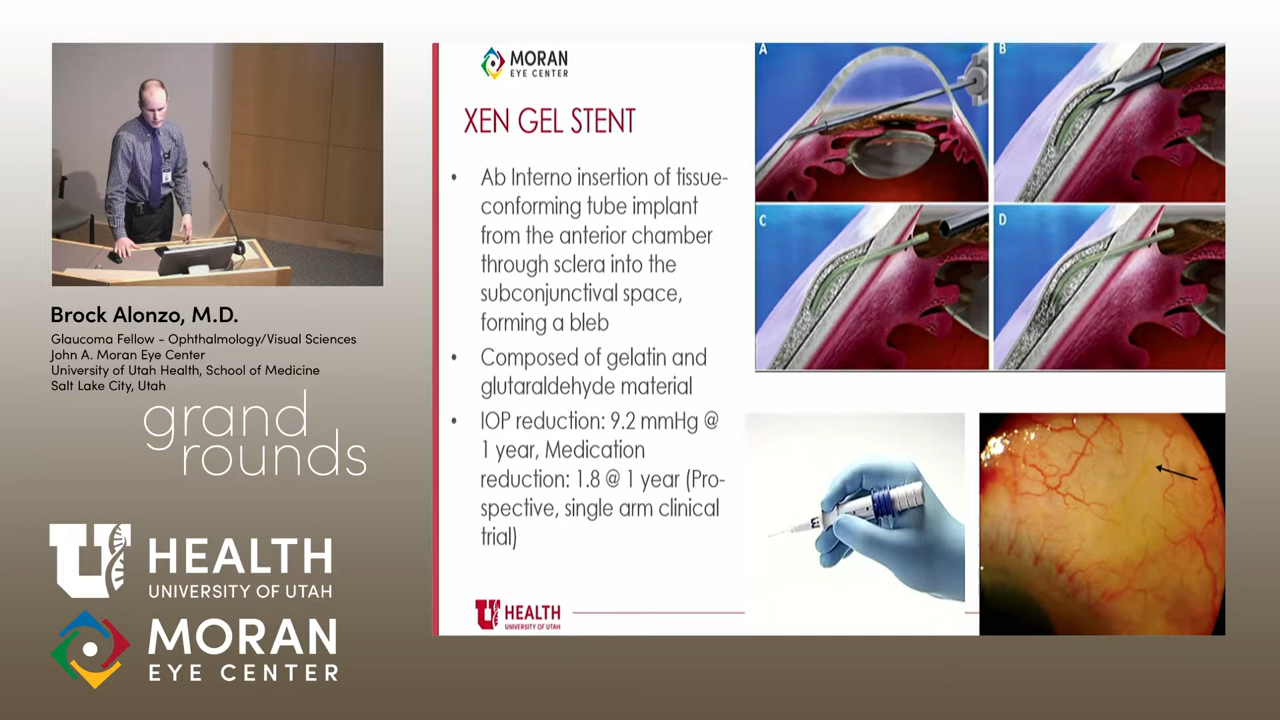 Brock Alonzo, M.D.
Glaucoma Fellow - Ophthalmology/Visual Sciences
John A. Moran Eye Center
University of Utah Health, School of Medicine
Salt Lake City, Utah
grand
rounds
U HEALTH
UNIVERSITY OF UTAH
MORAN
EYE CENTER
MORAN
EYE CENTER
XEN GEL STENT
• Ab Interno insertion of tissue-
conforming tube implant
from the anterior chamber
through sclera into the
subconjunctival space,
forming a bleb
• Composed of gelatin and
glutaraldehyde material
• IOP reduction: 9.2 mmHg @
1 year, Medication
reduction: 1.8 @ 1 year (Pro-
spective, single arm clinical
trial)
U HEALTH
UNIVERSITY OF UTAH
A
B
C
D